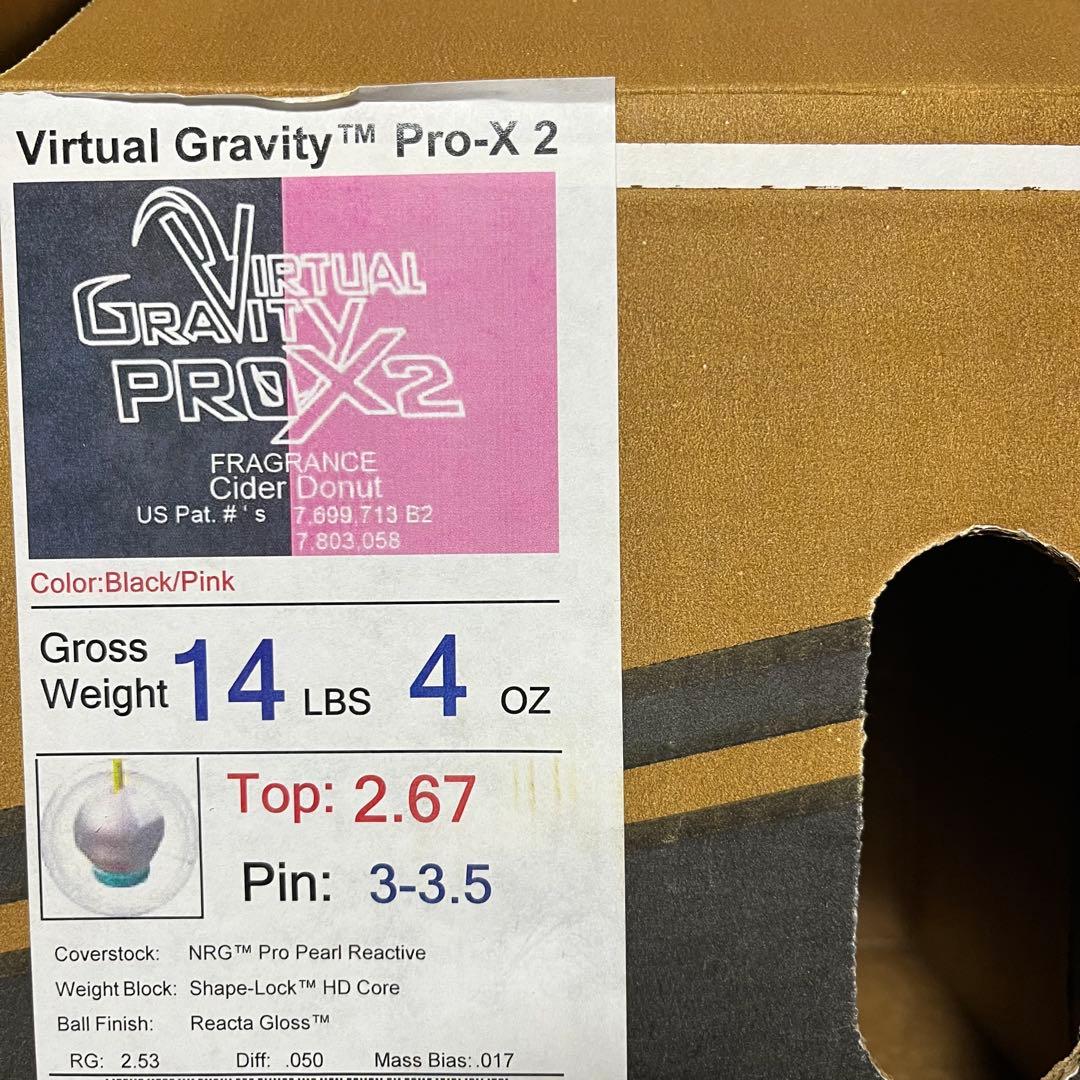 Virtual Gravity™ Pro-X 2
VIRTUAL
GRAVITY
PRO X2
FRAGRANCE
Cider Donut
US Pat. # ' s 7,699,713 B2
7,803,058
Color:Black/Pink
Gross
Weight 14 LBS 4 OZ
Top: 2.67
Pin: 3-3.5
Coverstock: NRG™ Pro Pearl Reactive
Weight Block: Shape-Lock™ HD Core
Ball Finish: Reacta Gloss™
RG: 2.53 Diff: .050 Mass Bias:.017